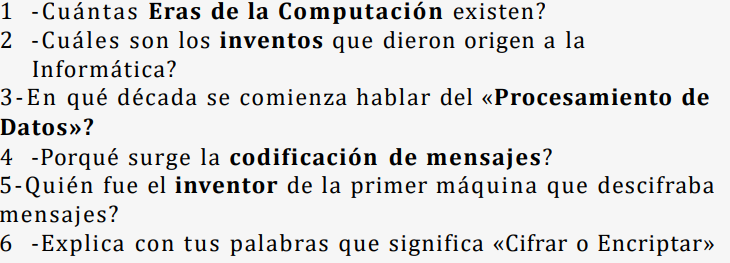 1 -Cuántas Eras de la Computación existen?
2 -Cuáles son los inventos que dieron origen a la
Informática?
3-En qué década se comienza hablar del «Procesamiento de
Datos»?
4 -Porqué surge la codificación de mensajes?
5-Quién fue el inventor de la primer máquina que descifraba
mensajes?
6 -Explica con tus palabras que significa «Cifrar o Encriptar»